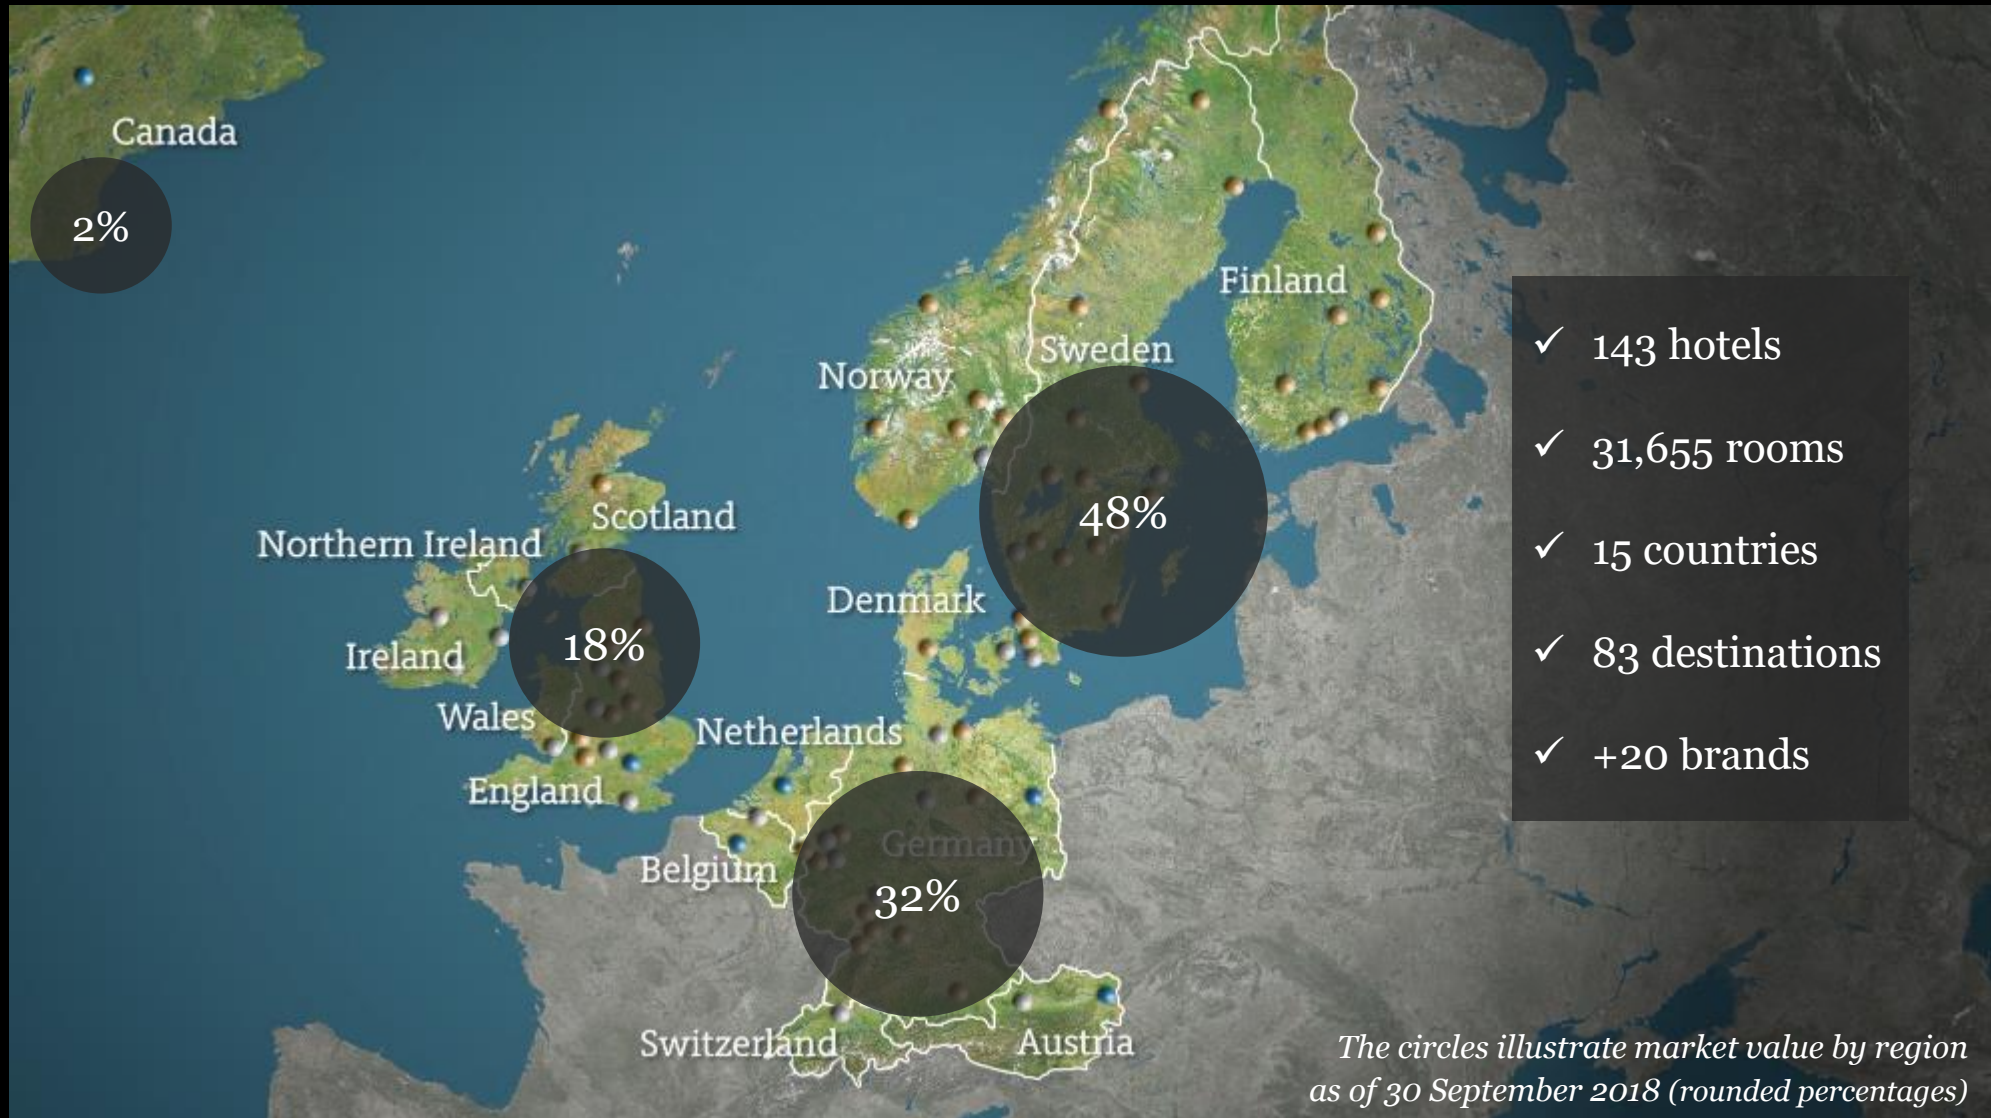 Canada
2%
Finland
Sweden
Norway
48%
Scotland
Northern Ireland
Denmark
18%
Ireland
Wales
Netherlands
England
Germany
Belgium
32%
Switzerland
Austria
✓ 143 hotels
✓ 31,655 rooms
✓ 15 countries
✓ 83 destinations
✓ +20 brands
The circles illustrate market value by region
as of 30 September 2018 (rounded percentages)